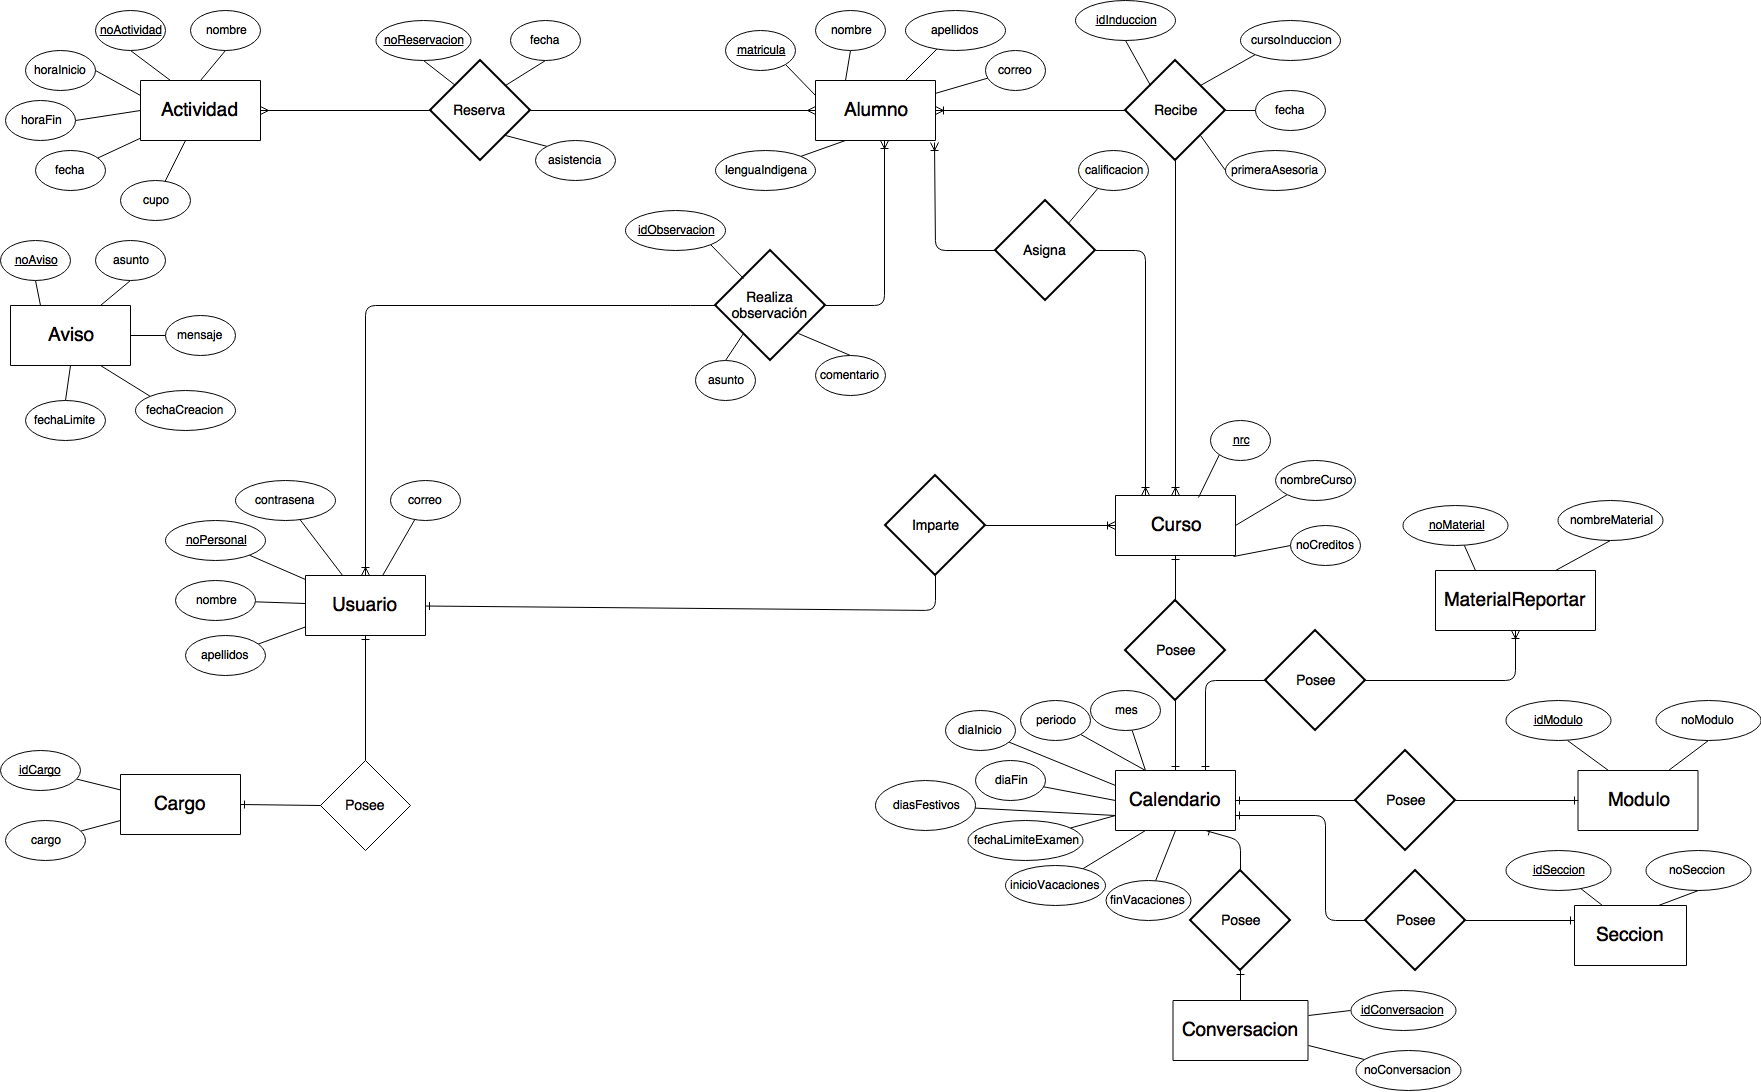 noActividad
nombre
horaInicio
horaFin
fecha
cupo
Actividad
noReservacion
fecha
Reserva
asistencia
matricula
nombre
apellidos
correo
Alumno
lenguaIndigena
idInduccion
cursoInduccion
Recibe
fecha
primeraAsesoria
calificacion
Asigna
noAviso
asunto
Aviso
mensaje
fechaLimite
fechaCreacion
idObservacion
Realiza
observación
asunto
comentario
contrasena
correo
noPersonal
nombre
apellidos
Usuario
Imparte
nrc
nombreCurso
Curso
noCreditos
noMaterial
nombreMaterial
MaterialReportar
Posee
Posee
idCargo
cargo
Cargo
Posee
diaInicio
periodo
mes
diaFin
diasFestivos
fechaLimiteExamen
inicioVacaciones
finVacaciones
Calendario
Posee
idModulo
noModulo
Modulo
Posee
idSeccion
noSeccion
Seccion
Posee
Conversacion
idConversacion
noConversacion